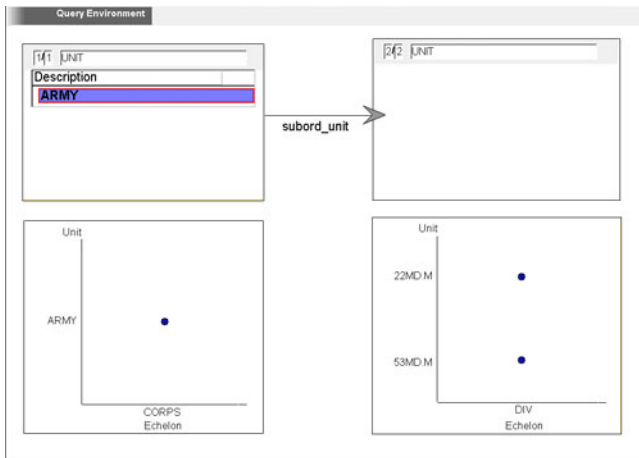 Query Environment
1/1 UNIT
Description
ARMY
subord_unit
2/2 UNIT
Unit
ARMY
CORPS
Echelon
Unit
22MD.M
53MD.M
DIV
Echelon